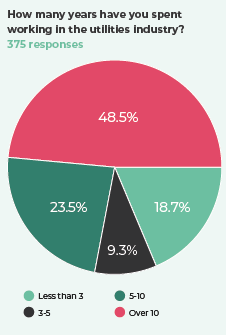 How many years have you spent
working in the utilities industry?
375 responses
48.5%
23.5%
18.7%
9.3%
Less than 3
5-10
3-5
Over 10